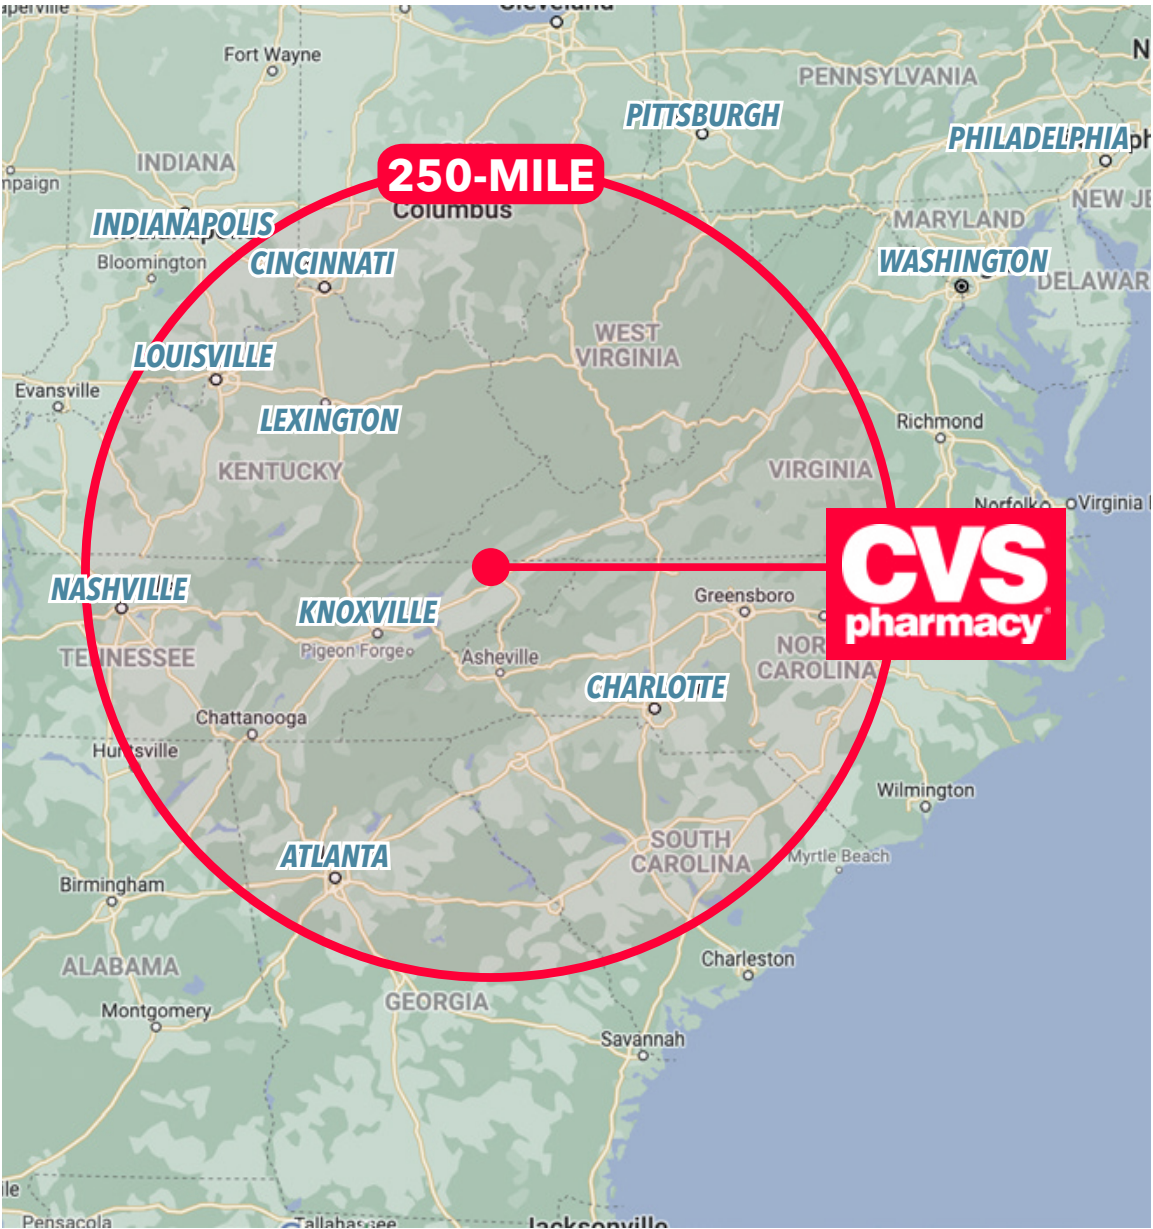 Cleveland
Fort Wayne
PENNSYLVANIA
PITTSBURGH
PHILADELPHIA
INDIANA
250-MILE
NEW JE
Columbus
MARYLAND
INDIANAPOLIS
Bloomington
CINCINNATI
WASHINGTON
DELAWAR
WEST
VIRGINIA
LOUISVILLE
Evansville
LEXINGTON
Richmond
KENTUCKY
VIRGINIA
Norfolk
Virginia
CVS
pharmacy®
NASHVILLE
KNOXVILLE
Greensboro
TENNESSEE
Pigeon Forge
Asheville
NOR
CAROLINA
CHARLOTTE
Chattanooga
Huntsville
Wilmington
ATLANTA
SOUTH
CAROLINA
Myrtle Beach
Birmingham
ALABAMA
Charleston
GEORGIA
Montgomery
Savannah
Pensacola
Tallahassee
Jacksonville